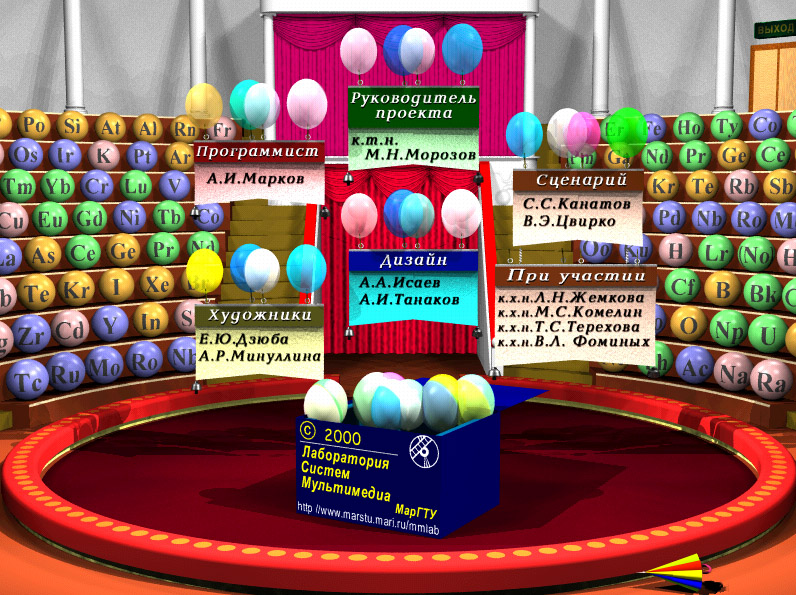 ВЫХОД
Руководитель
проекта
к.т.н.
М.Н.Морозов
Программист
А.И.Марков
Сценарий
С.С.Канатов
В.Э.Цвирко
Дизайн
А.А.Исаев
А.И.Танаков
При участии
к.х.н.Л.Н.Жемкова
к.х.н.М.С.Комелин
к.х.н.Т.С.Терехова
к.х.н.В.Л. Фоминых
Художники
Е.Ю.Дзюба
А.Р.Минуллина
© 2000
Лаборатория
Систем
Мультимедиа
МарГТУ
http://www.marstu.mari.ru/mmlab
Po Si At Al Rn Fr
Os Ir K Pt Ar
Tm Yb Cr Lu V
Cu Eu Gd Ni Tb Co
La As Ce Ge Pr Nd
Te K I Xe
Zr Cd Y In S
Tc Ru Mo Ro Nb
Er Fe Ho Ty Co
Ga Nd Pr Ge Ce
Kr Te Rb Sb
Pd Nb Ro
H Lr No
Cf B Bk
O Np U
Ac Na Ra